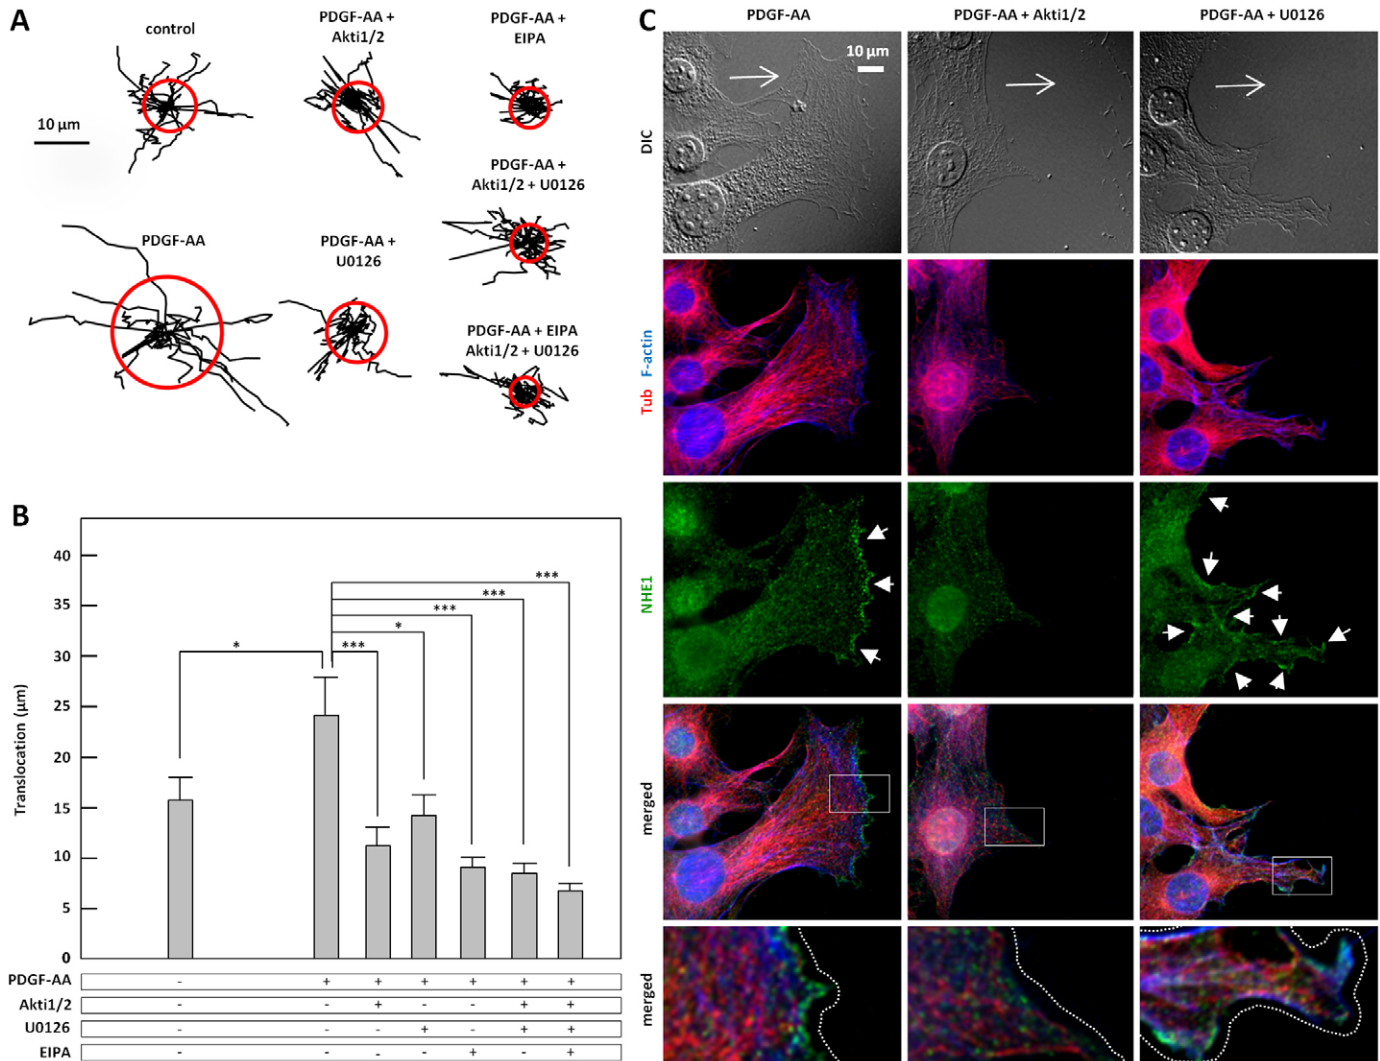 A
control
PDGF-AA +
Akti1/2
PDGF-AA +
EIPA
10 µm
PDGF-AA +
Akti1/2 + U0126
PDGF-AA
PDGF-AA +
U0126
PDGF-AA + EIPA
Akti1/2 + U0126
B
Translocation (µm)
40
35
30
25
20
15
10
5
0
*
***
*
***
***
***
PDGF-AA - + + + + + +
Akti1/2 - - + - - + +
U0126 - - - + - + +
EIPA - - - - + - +
C
PDGF-AA
PDGF-AA + Akti1/2
PDGF-AA + U0126
10 µm
DIC
Tub F-actin
NHE1
merged
merged